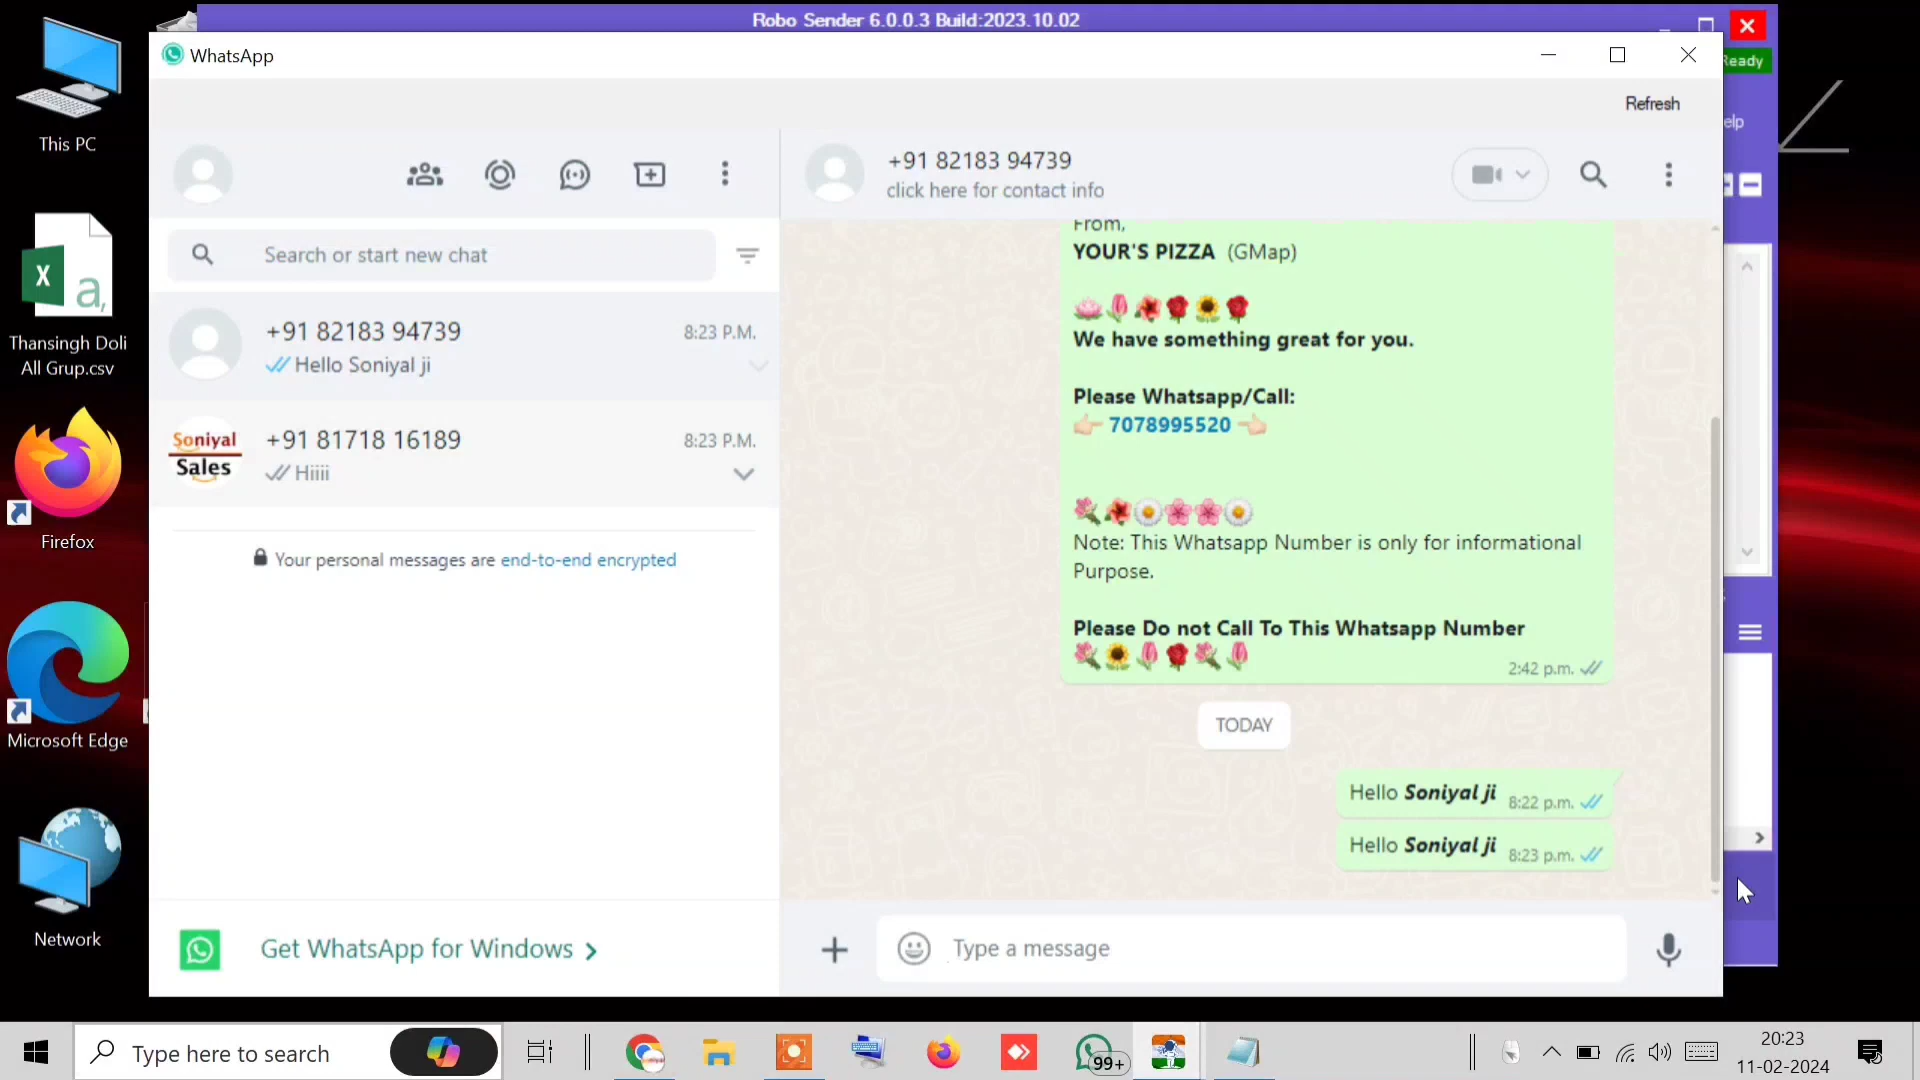 Robo Sender 6.0.0.3 Build:2023.10.02
WhatsApp
Ready
Refresh
elp
This PC
+91 82183 94739
click here for contact info
Search or start new chat
From,
YOUR'S PIZZA (GMap)
We have something great for you.
Please Whatsapp/Call:
7078995520
Note: This Whatsapp Number is only for informational
Purpose.
Please Do not Call To This Whatsapp Number
2:42 p.m.
TODAY
Hello Soniyal ji 8:22 p.m.
Hello Soniyal ji 8:23 p.m.
Type a message
+91 82183 94739 8:23 P.M.
Hello Soniyal ji
Soniyal
Sales
+91 81718 16189 8:23 P.M.
Hiiii
Your personal messages are end-to-end encrypted
Get WhatsApp for Windows
X
a,
Thansingh Doli
All Grup.csv
Firefox
Microsoft Edge
Network
Type here to search
99+
20:23
11-02-2024